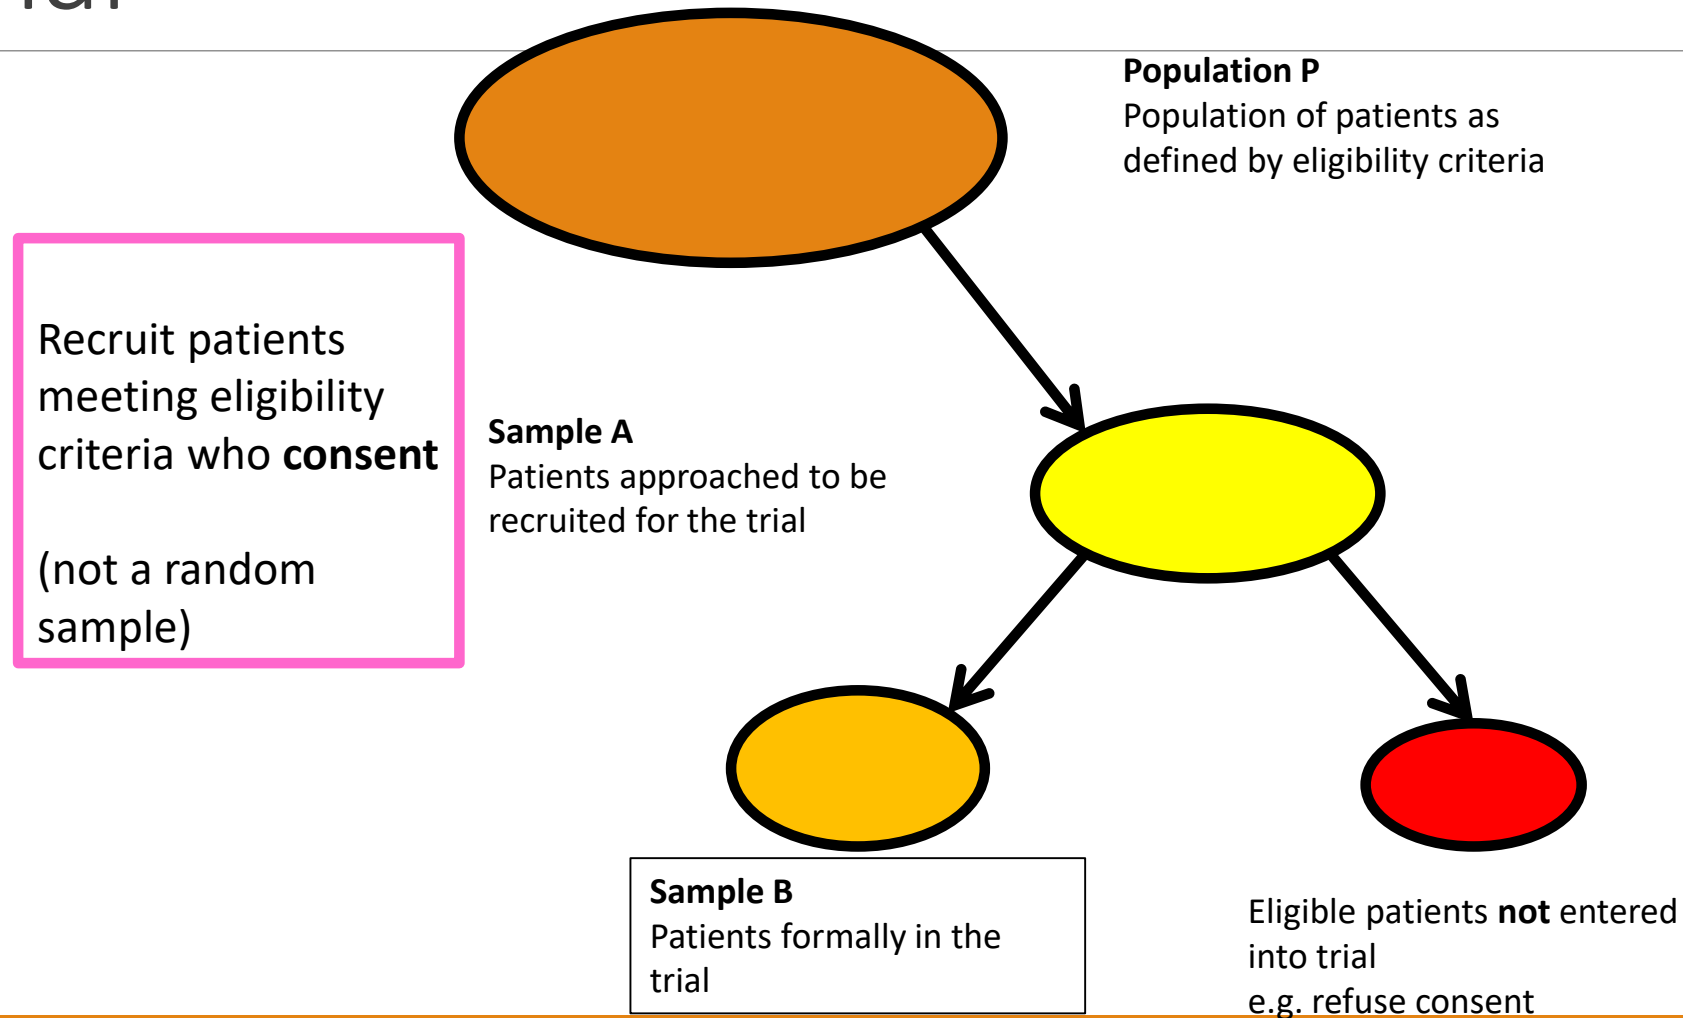 Population P
Population of patients as
defined by eligibility criteria
Recruit patients
meeting eligibility
criteria who consent
(not a random
sample)
Sample A
Patients approached to be
recruited for the trial
Sample B
Patients formally in the
trial
Eligible patients not entered
into trial
e.g. refuse consent